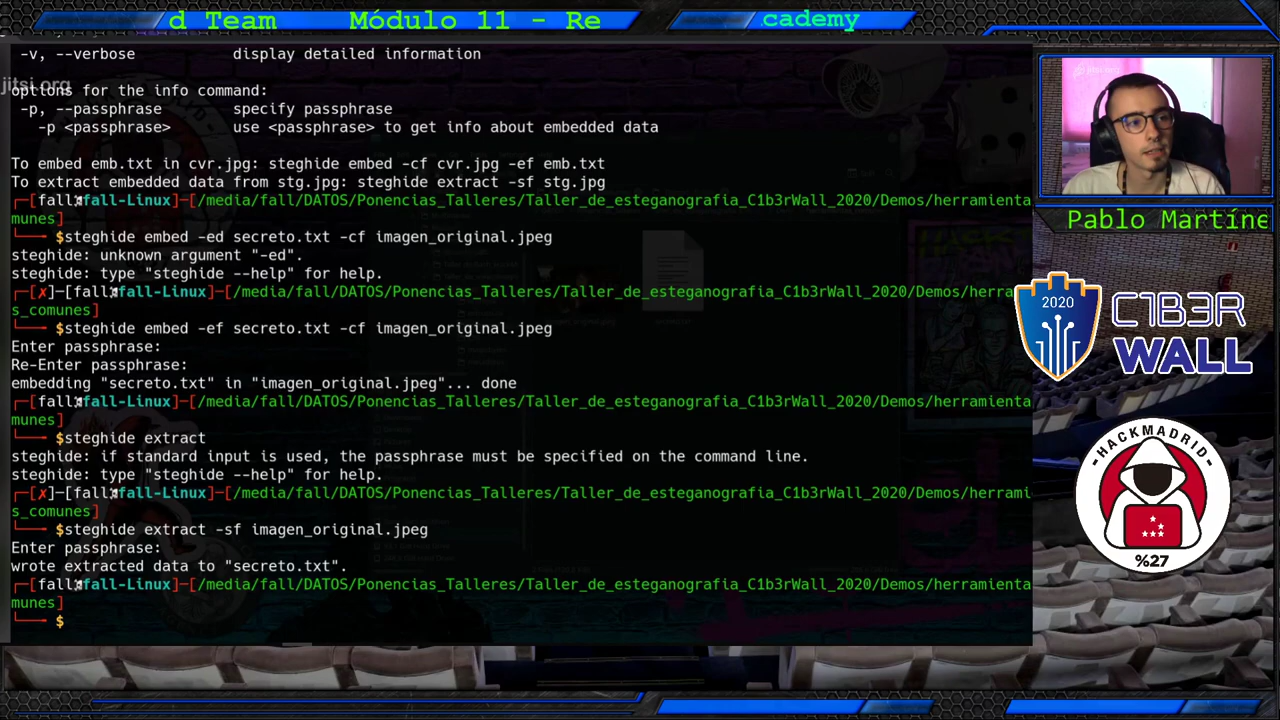 d Team Módulo 11 - Re cademy
-v, --verbose display detailed information
jitsi.org
options for the info command:
-p, --passphrase specify passphrase
-p <passphrase> use <passphrase> to get info about embedded data
To embed emb.txt in cvr.jpg: steghide embed -cf cvr.jpg -ef emb.txt
To extract embedded data from stg.jpg: steghide extract -sf stg.jpg
┌─[fall fall-Linux]─[/media/fall/DATOS/Ponencias_Talleres/Taller_de_esteganografia_C1b3rWall_2020/Demos/herramienta
munes]
└──╼ $steghide embed -ed secreto.txt -cf imagen_original.jpeg
steghide: unknown argument "-ed".
steghide: type "steghide --help" for help.
┌─[✗]─[fall fall-Linux]─[/media/fall/DATOS/Ponencias_Talleres/Taller_de_esteganografia_C1b3rWall_2020/Demos/herra
s_comunes]
└──╼ $steghide embed -ef secreto.txt -cf imagen_original.jpeg
Enter passphrase:
Re-Enter passphrase:
embedding "secreto.txt" in "imagen_original.jpeg"... done
┌─[fall fall-Linux]─[/media/fall/DATOS/Ponencias_Talleres/Taller_de_esteganografia_C1b3rWall_2020/Demos/herramienta
munes]
└──╼ $steghide extract
steghide: if standard input is used, the passphrase must be specified on the command line.
steghide: type "steghide --help" for help.
┌─[✗]─[fall fall-Linux]─[/media/fall/DATOS/Ponencias_Talleres/Taller_de_esteganografia_C1b3rWall_2020/Demos/herrami
s_comunes]
└──╼ $steghide extract -sf imagen_original.jpeg
Enter passphrase:
wrote extracted data to "secreto.txt".
┌─[fall fall-Linux]─[/media/fall/DATOS/Ponencias_Talleres/Taller_de_esteganografia_C1b3rWall_2020/Demos/herramienta
munes]
└──╼ $
jitsi.org
Pablo Martíne
2020
C1B3R
WALL
HACKMADRID
%27